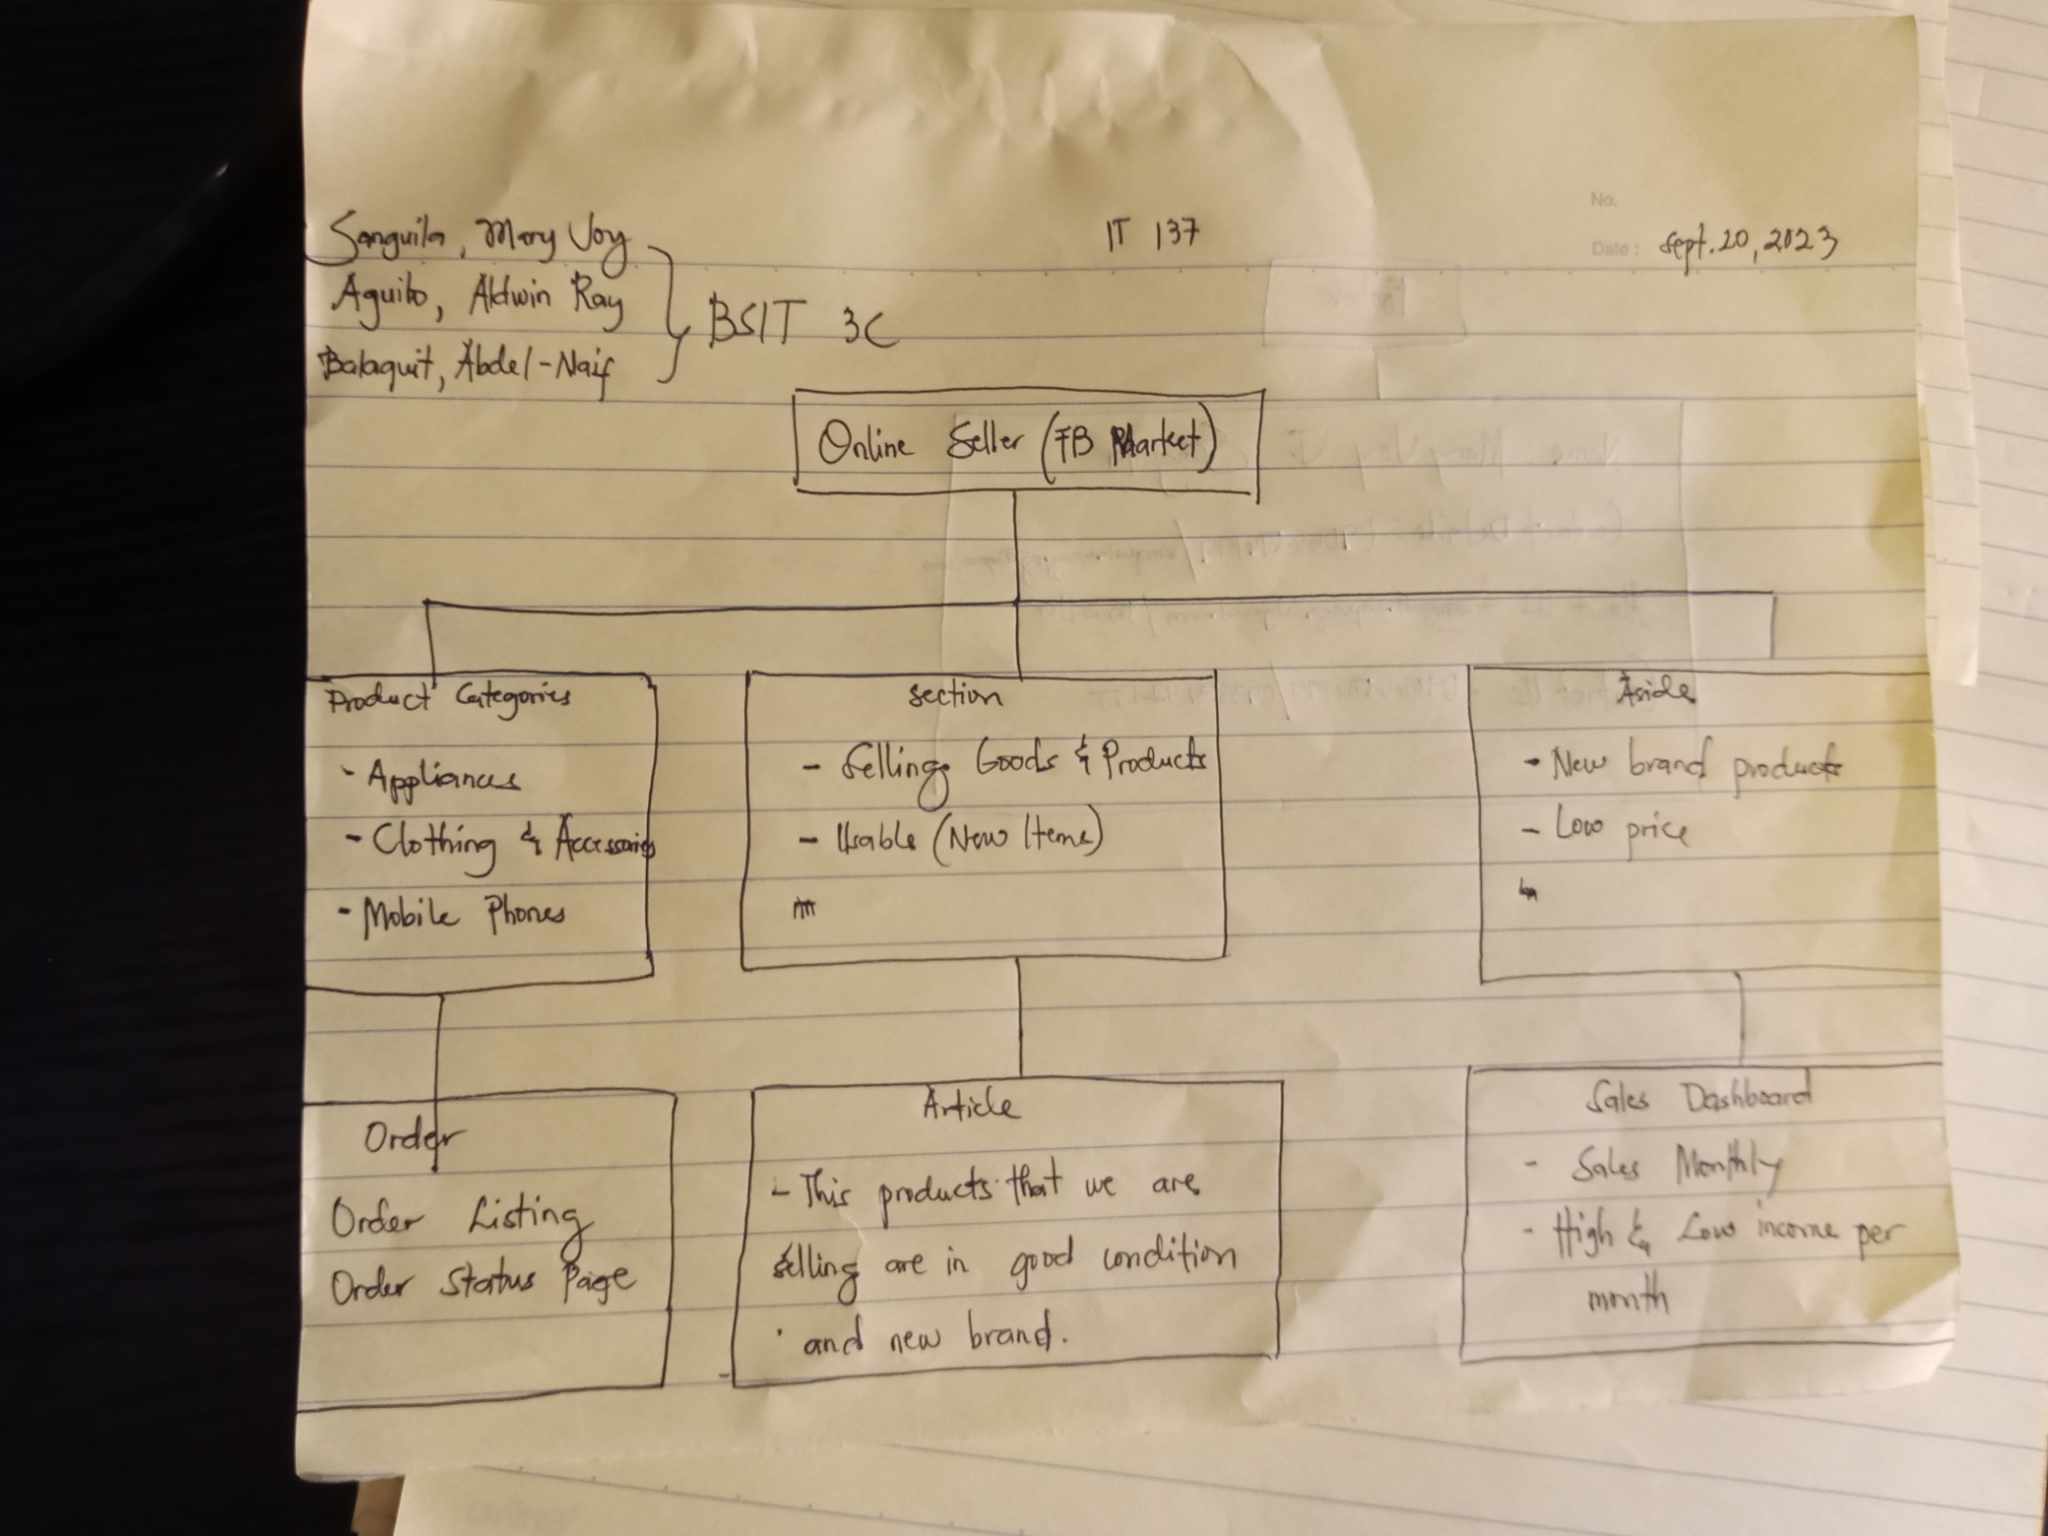 No.
Date: Sept. 20, 2023
IT 137
Sanguila, Mary Joy
Aguito, Aldwin Ray
Balaquit, Abdel-Naif
BSIT 3C
Online Seller (FB Market)
Product Categories
- Appliances
- Clothing & Accessories
- Mobile Phones
Section
- Selling Goods & Products
- Usable (New Items)
Aside
- New brand products
- Low price
Order
Order Listing
Order Status Page
Article
- This products that we are
selling are in good condition
and new brand.
Sales Dashboard
- Sales Monthly
- High & Low income per
month